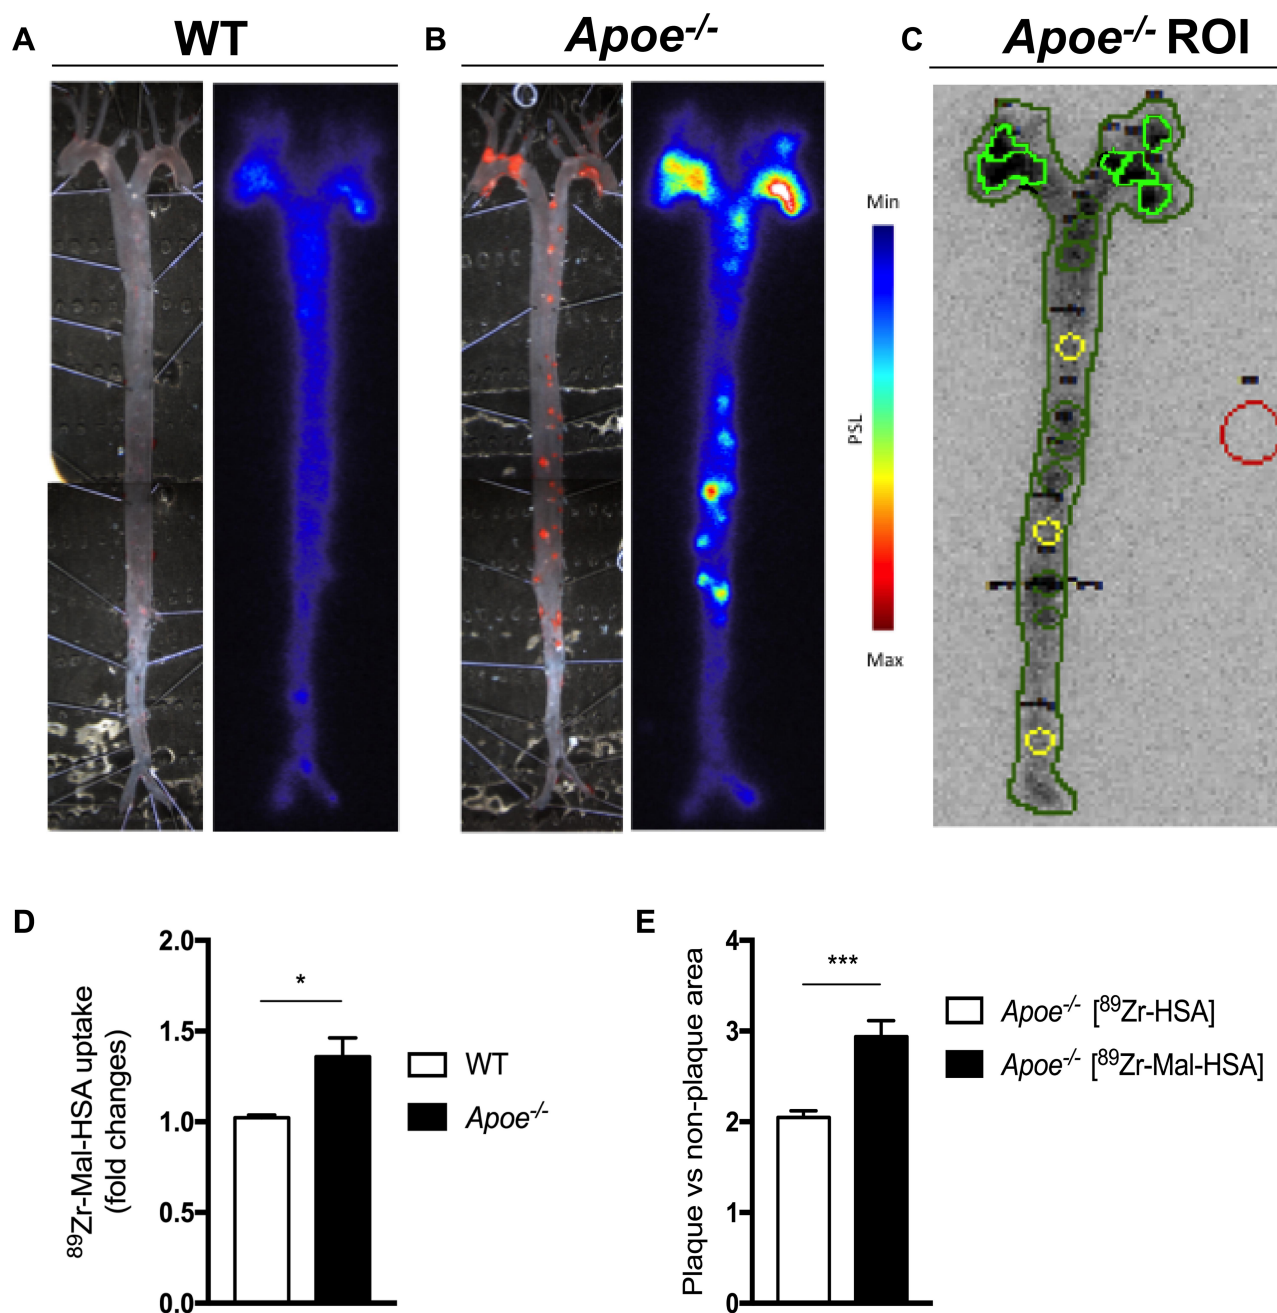 A WT B Apoe-/- C Apoe-/- ROI
Min
PSL
Max
D
2.0
1.5
1.0
0.5
0.0
89Zr-Mal-HSA uptake
(fold changes)
*
WT
Apoe-/-
E
4
3
2
1
0
Plaque vs non-plaque area
***
Apoe-/- [89Zr-HSA]
Apoe-/- [89Zr-Mal-HSA]